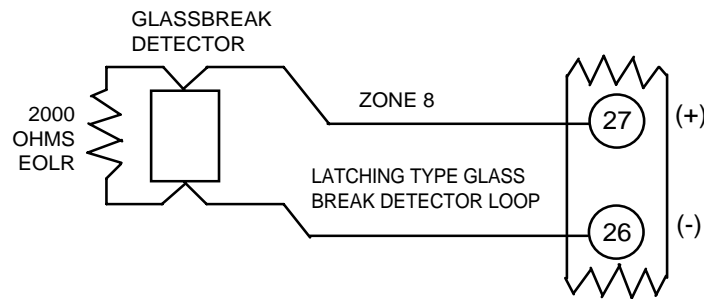 GLASSBREAK
DETECTOR
2000
OHMS
EOLR
ZONE 8
27
(+)
LATCHING TYPE GLASS
BREAK DETECTOR LOOP
26
(-)